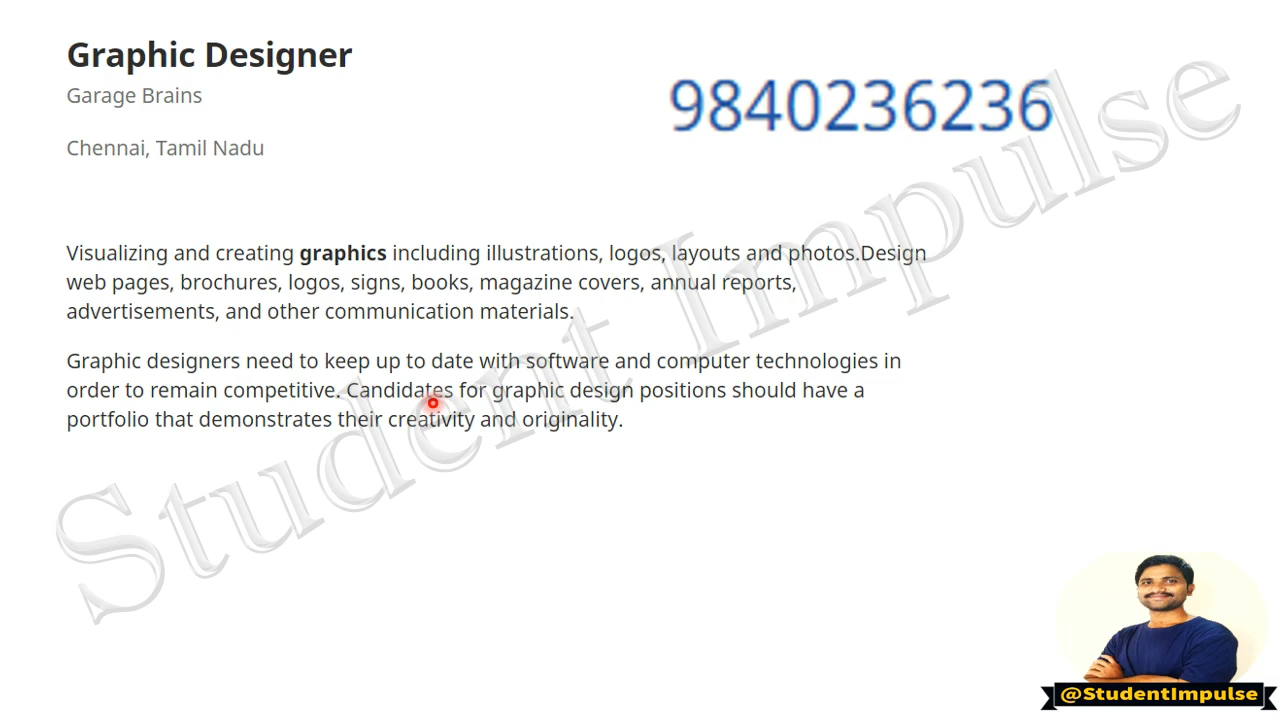 Graphic Designer
Garage Brains
9840236236
Chennai, Tamil Nadu
Visualizing and creating graphics including illustrations, logos, layouts and photos.Design
web pages, brochures, logos, signs, books, magazine covers, annual reports,
advertisements, and other communication materials.
Graphic designers need to keep up to date with software and computer technologies in
order to remain competitive. Candidates for graphic design positions should have a
portfolio that demonstrates their creativity and originality.
Student Impulse
@StudentImpulse